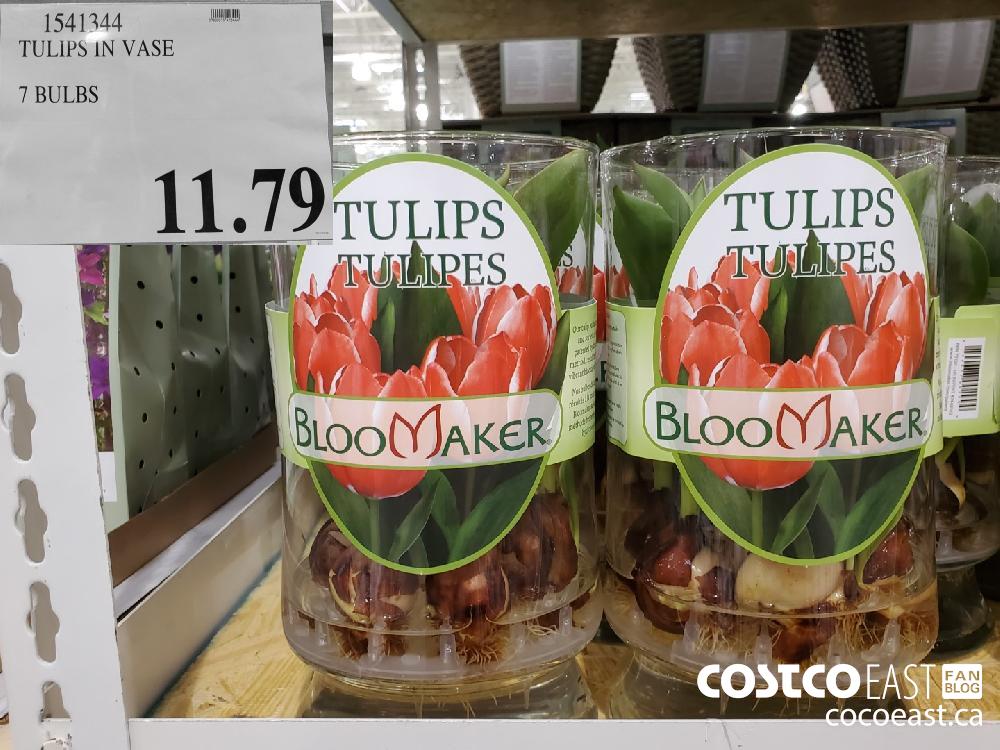 1541344
TULIPS IN VASE
7 BULBS
11.79
TULIPS
TULIPES
BLOOMAKER
TULIPS
TULIPES
BLOOMAKER
COSTCO EAST FAN BLOG
cocoeast.ca